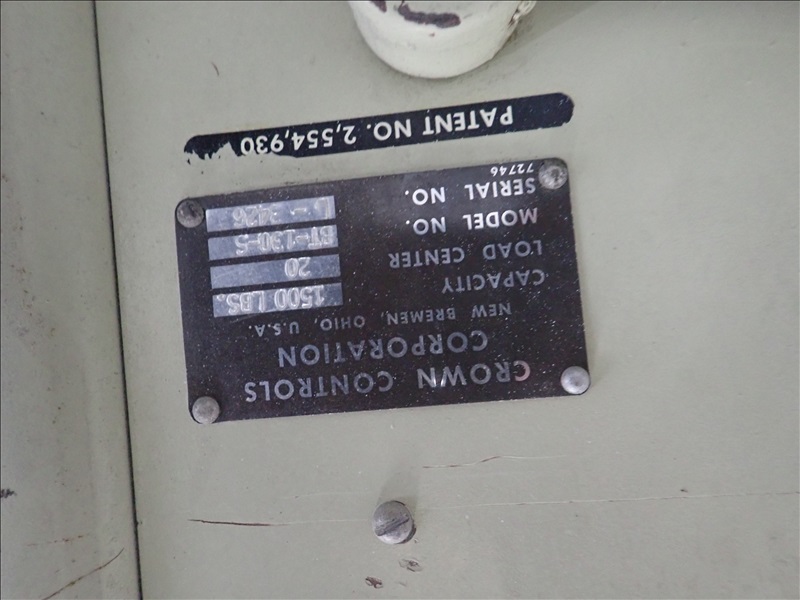 CROWN CONTROLS
CORPORATION
NEW BREMEN, OHIO, U.S.A.
CAPACITY 1500 LBS.
LOAD CENTER 20
MODEL NO. BT-130-5
SERIAL NO. L-3426
72746
PATENT NO. 2,554,930